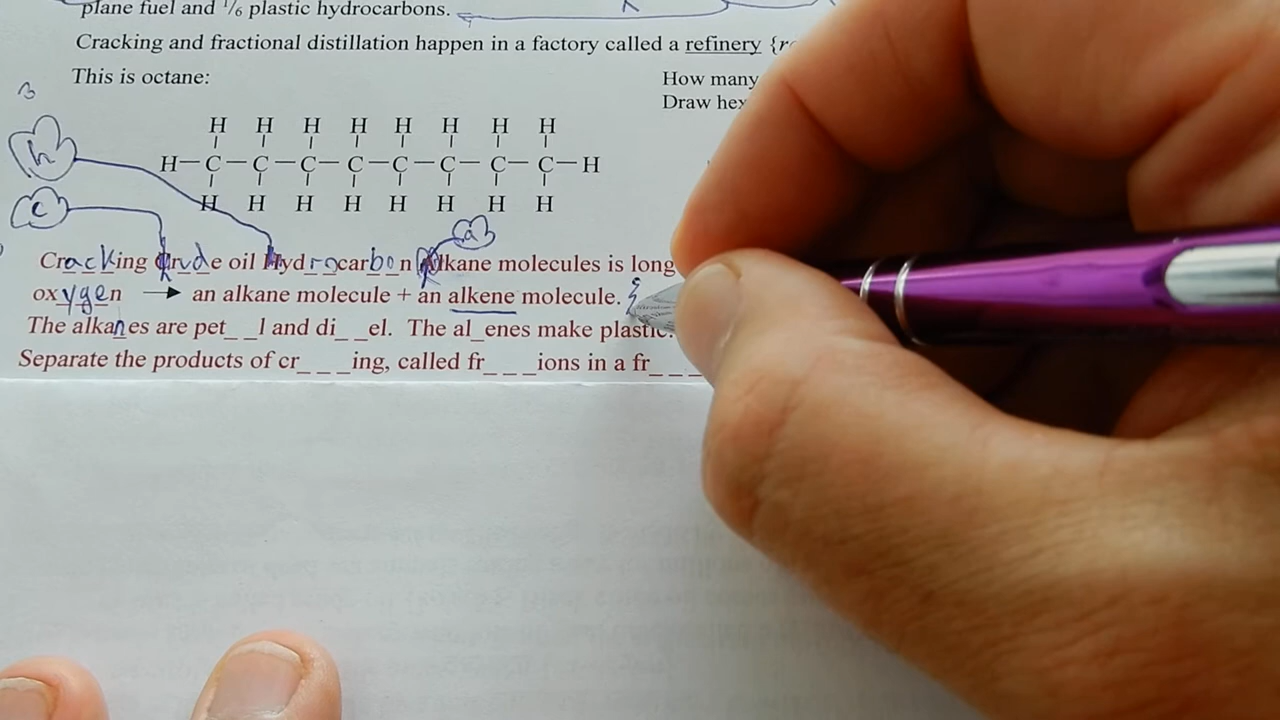 plane fuel and 1/6 plastic hydrocarbons.
Cracking and fractional distillation happen in a factory called a refinery {
This is octane:
How many
Draw hex
H H H H H H H H
H—C—C—C—C—C—C—C—C—H
H H H H H H H H
h
c
a
Cracking crude oil hydrocarbon alkane molecules is long
oxygen → an alkane molecule + an alkene molecule. {
The alkanes are pet_ _l and di_ _el. The al_enes make plastic.
Separate the products of cr_ _ _ing, called fr_ _ _ions in a fr_ _ _